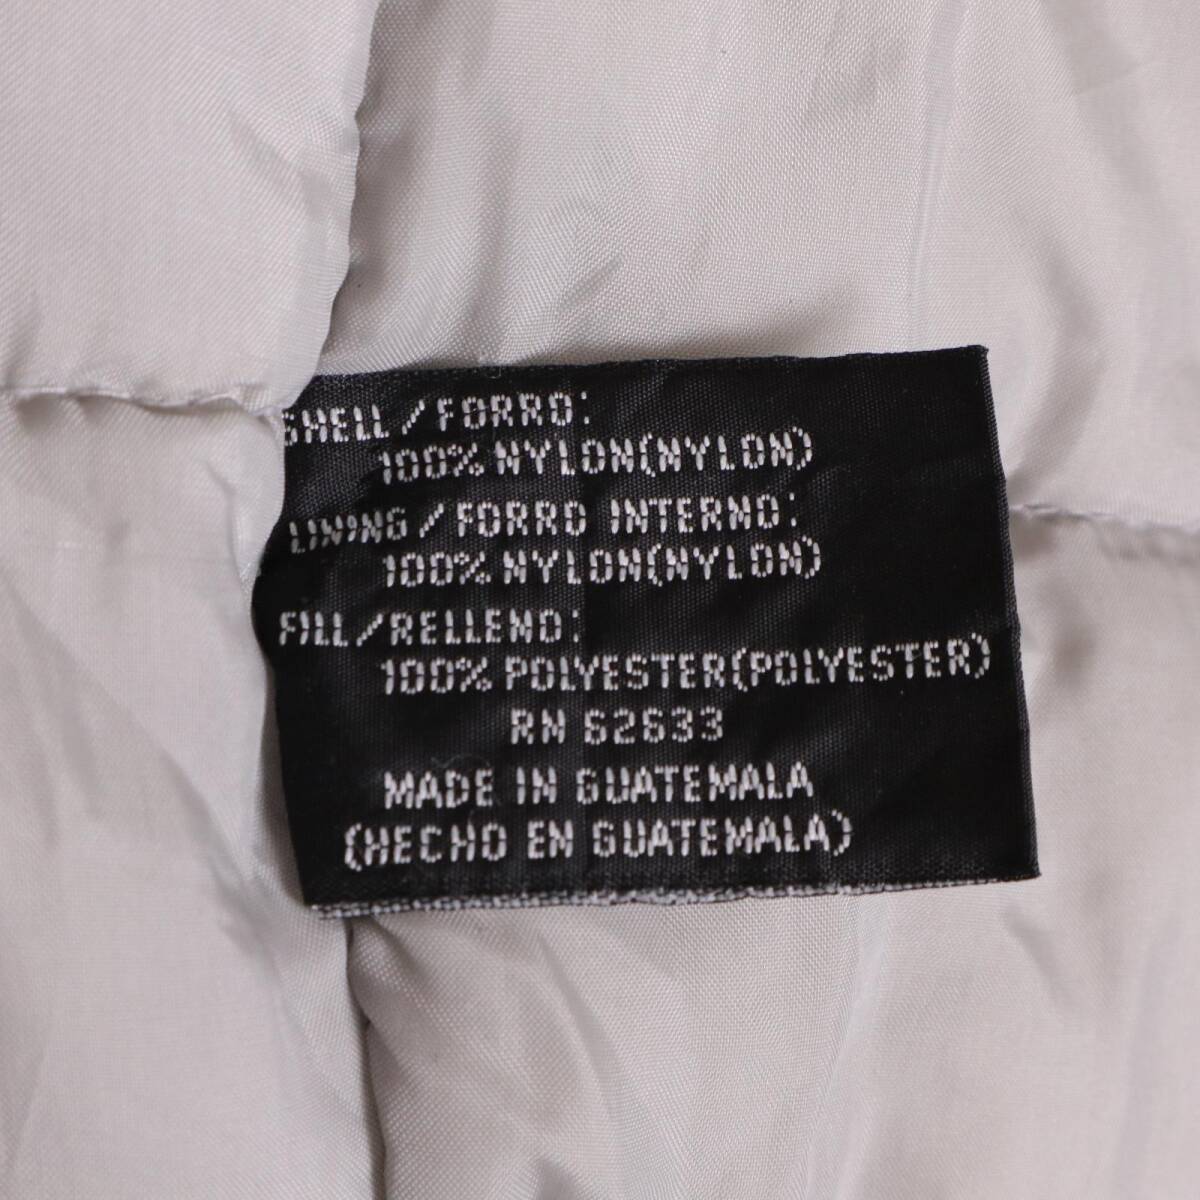 SHELL/FORRO:
100% NYLON(NYLON)
LINING/FORRO INTERNO:
100% NYLON(NYLON)
FILL/RELLENO:
100% POLYESTER(POLYESTER)
RN 62633
MADE IN GUATEMALA
(HECHO EN GUATEMALA)